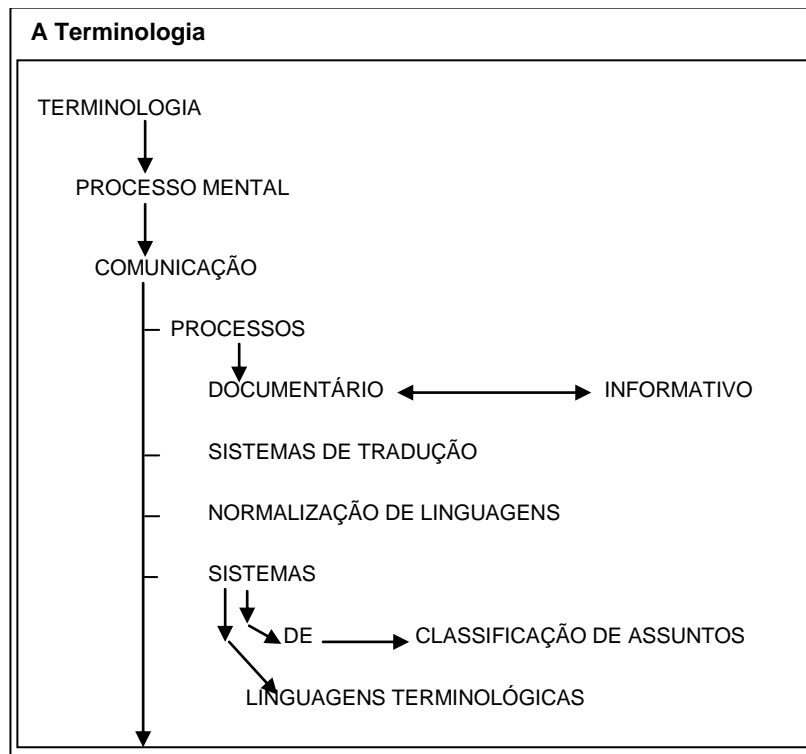 A Terminologia
TERMINOLOGIA
PROCESSO MENTAL
COMUNICAÇÃO
PROCESSOS
DOCUMENTÁRIO INFORMATIVO
SISTEMAS DE TRADUÇÃO
NORMALIZAÇÃO DE LINGUAGENS
SISTEMAS
DE CLASSIFICAÇÃO DE ASSUNTOS
LINGUAGENS TERMINOLÓGICAS